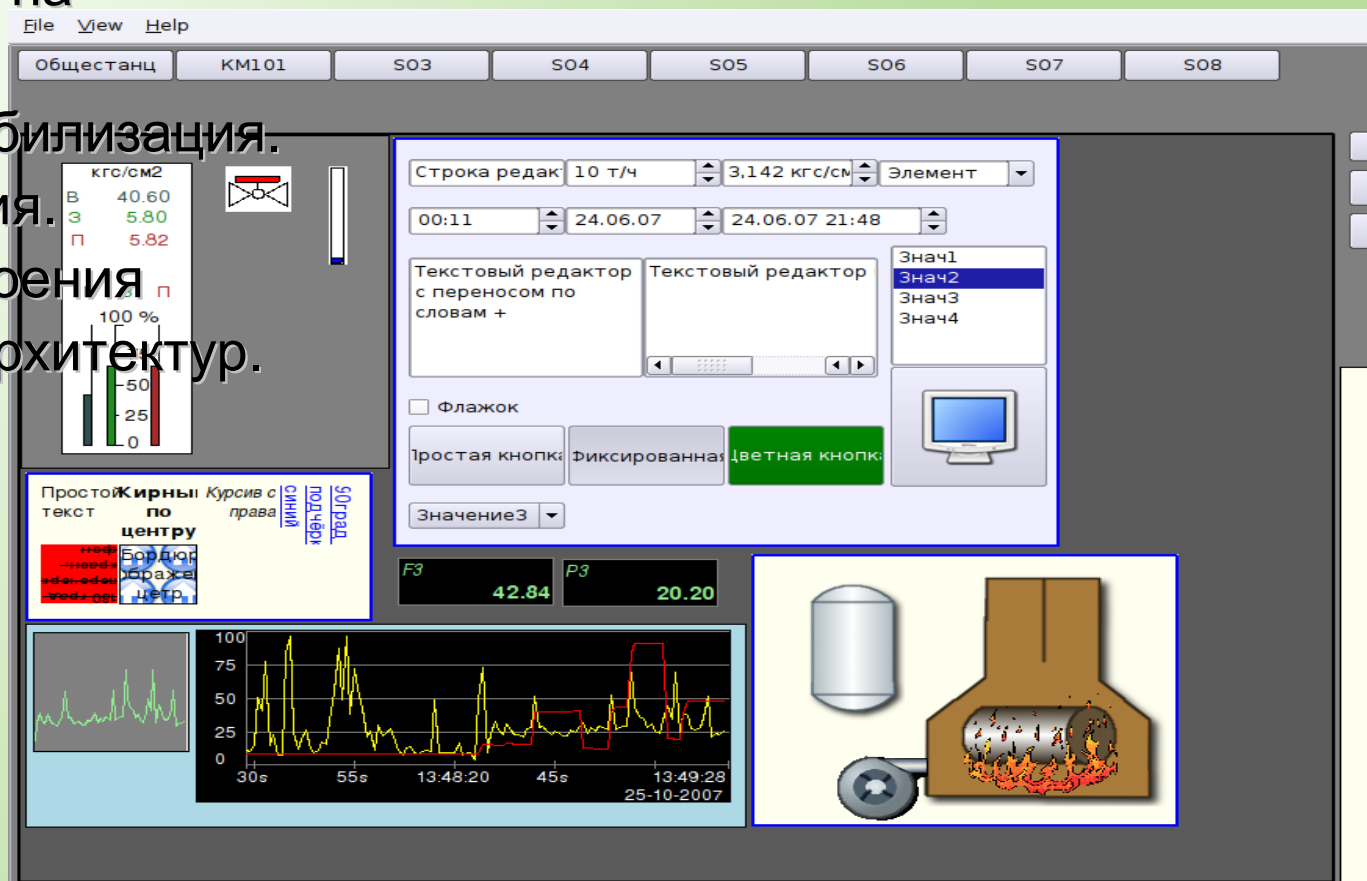 на
File View Help
Общестанц КМ101 SO3 SO4 SO5 SO6 SO7 SO8
билизация.
ия.
рения
рхитектур.
кгс/см2
В 40.60
З 5.80
П 5.82
П
100 %
50
25
0
Строка редак 10 т/ч 3,142 кгс/см Элемент
00:11 24.06.07 24.06.07 21:48
Текстовый редактор
с переносом по
словам +
Текстовый редактор
Знач1
Знач2
Знач3
Знач4
Флажок
Простая кнопка Фиксированная Цветная кнопка
Значение3
Простой
текст
Жирны
по
центру
Курсив с
права
синий
подчёрк
90град
Бордюр
ображе
цетр
F3
42.84
P3
20.20
100
75
50
25
0
30s 55s 13:48:20 45s 13:49:28
25-10-2007